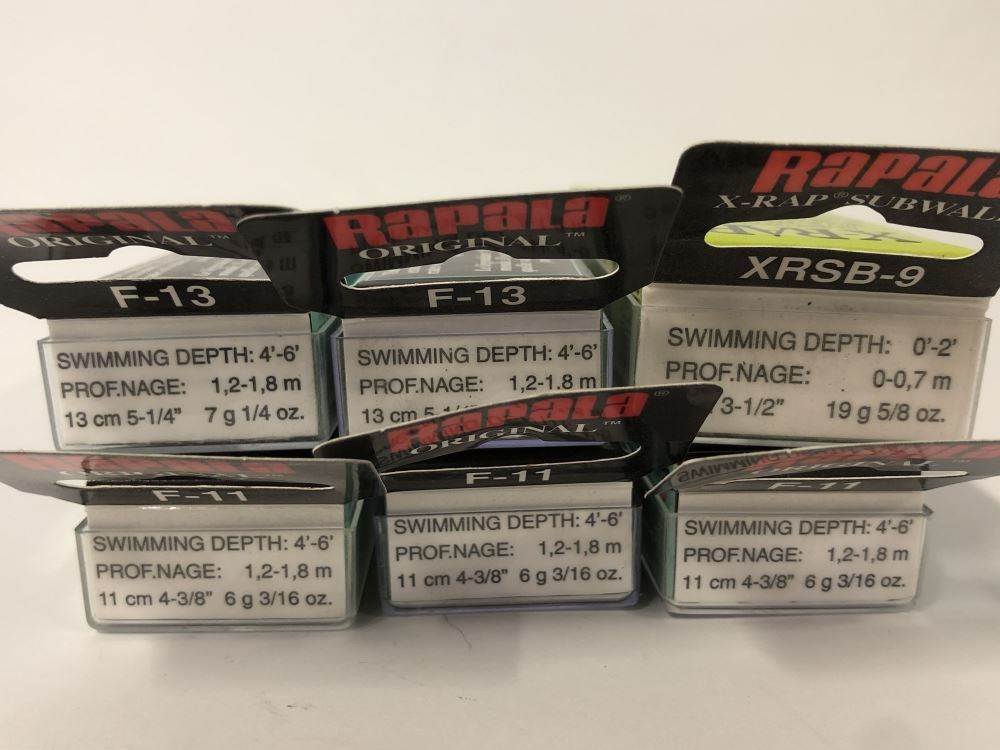 RAPALA
ORIGINAL™
F-13
SWIMMING DEPTH: 4'-6'
PROF.NAGE: 1,2-1,8 m
13 cm 5-1/4" 7 g 1/4 oz.
RAPALA®
ORIGINAL™
F-13
SWIMMING DEPTH: 4'-6'
PROF.NAGE: 1,2-1.8 m
13 cm
RAPALA
X-RAP® SUBWAL
XRSB-9
SWIMMING DEPTH: 0'-2'
PROF.NAGE: 0-0,7 m
3-1/2" 19 g 5/8 oz.
F-11
SWIMMING DEPTH: 4'-6'
PROF.NAGE: 1,2-1,8 m
11 cm 4-3/8" 6 g 3/16 oz.
RAPALA®
ORIGINAL™
F-11
SWIMMING DEPTH: 4'-6'
PROF.NAGE: 1,2-1,8 m
11 cm 4-3/8" 6 g 3/16 oz.
ORIGINAL
F-11
SWIMMING DEPTH: 4'-6'
PROF.NAGE: 1,2-1,8 m
11 cm 4-3/8" 6 g 3/16 oz.